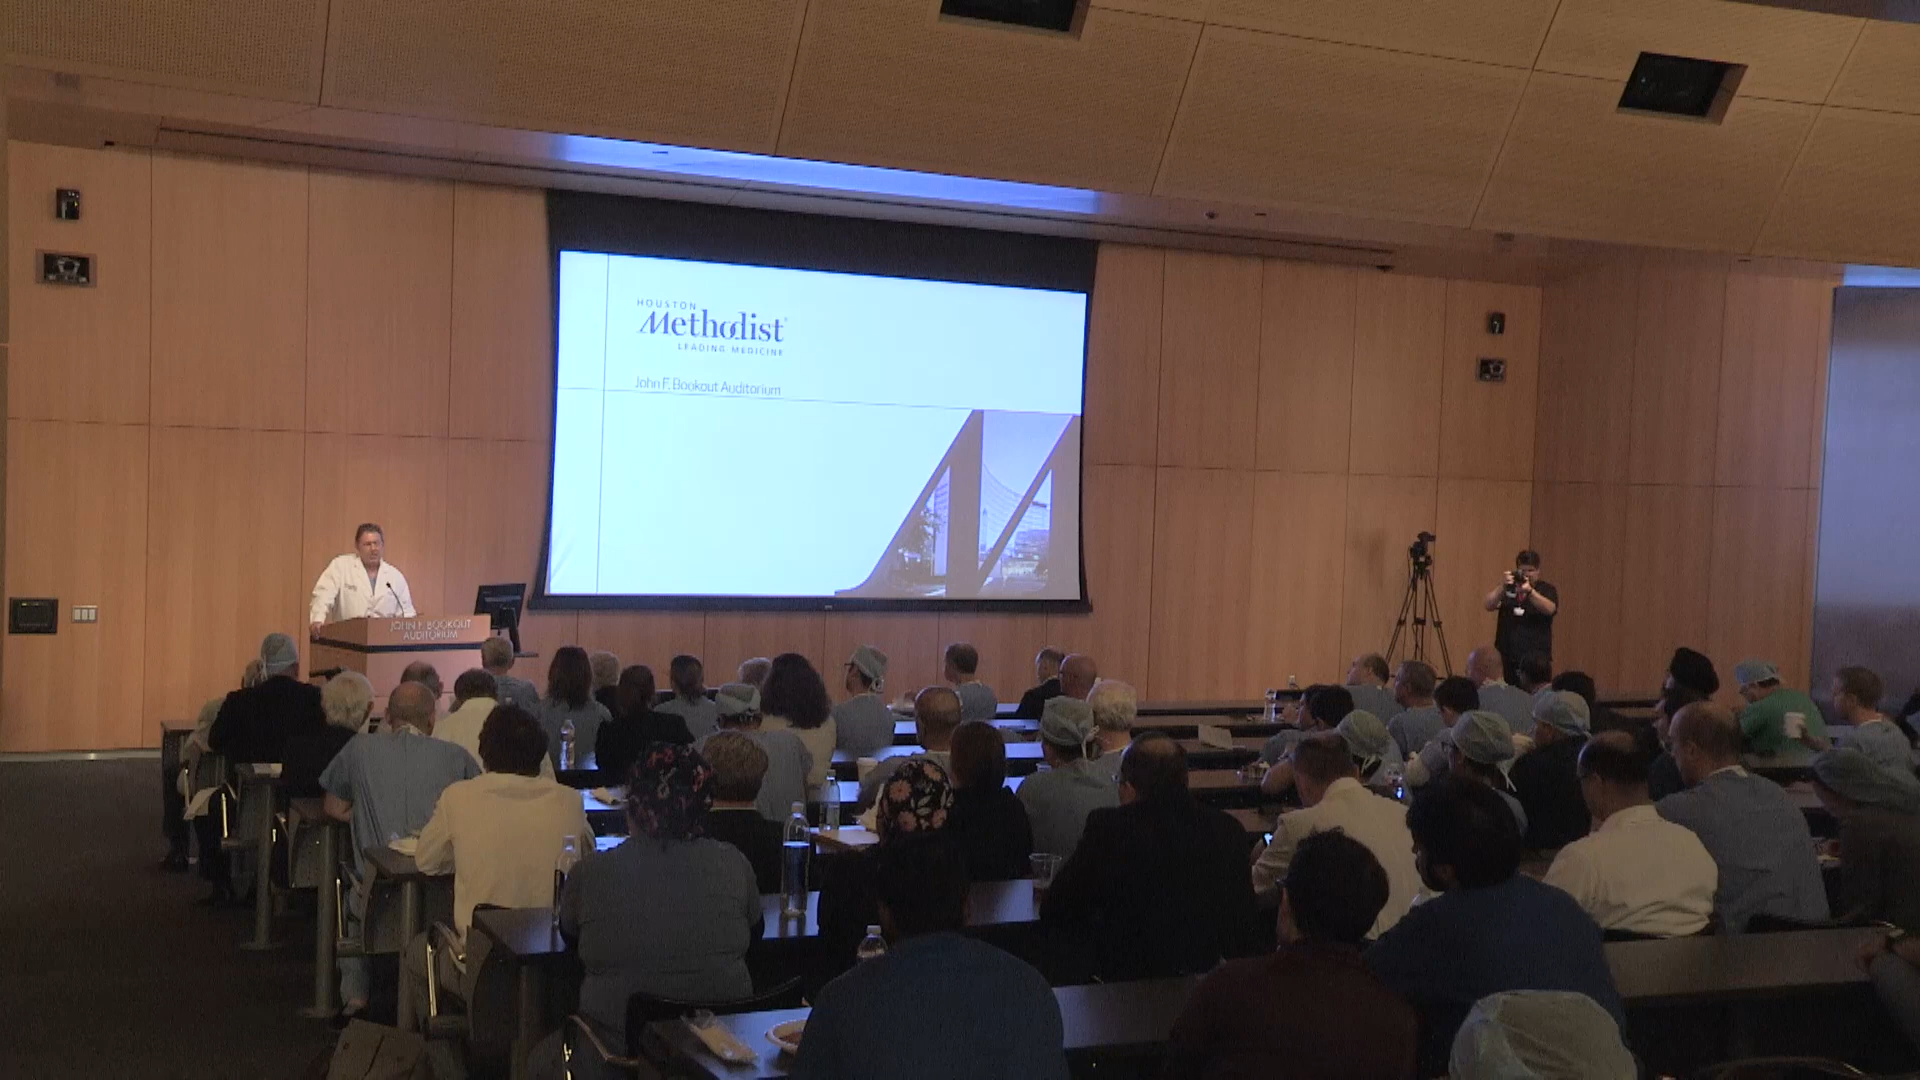 HOUSTON
Methodist®
LEADING MEDICINE
John F. Bookout Auditorium
JOHN F. BOOKOUT
AUDITORIUM